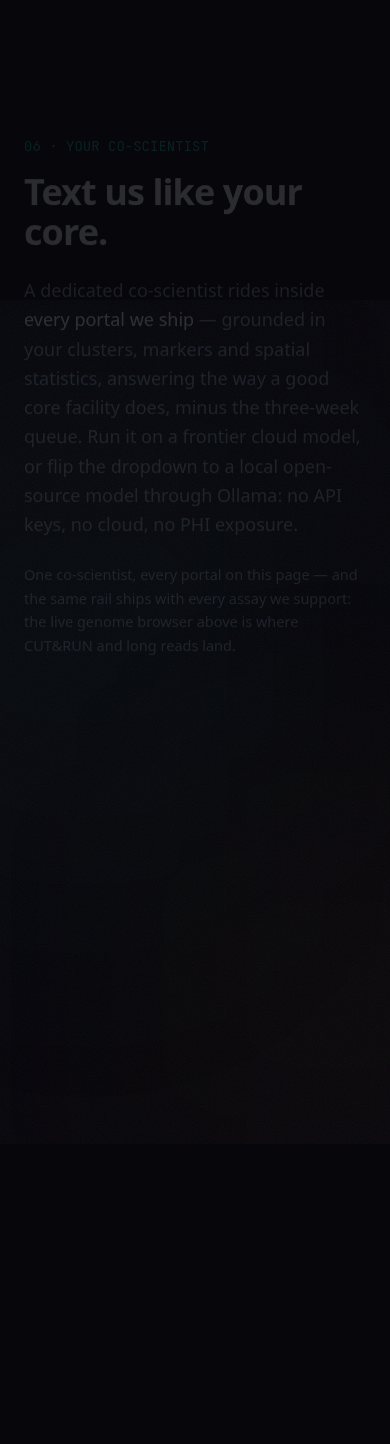 06 · YOUR CO-SCIENTIST
Text us like your
core.
A dedicated co-scientist rides inside
every portal we ship — grounded in
your clusters, markers and spatial
statistics, answering the way a good
core facility does, minus the three-week
queue. Run it on a frontier cloud model,
or flip the dropdown to a local open-
source model through Ollama: no API
keys, no cloud, no PHI exposure.
One co-scientist, every portal on this page — and
the same rail ships with every assay we support:
the live genome browser above is where
CUT&RUN and long reads land.